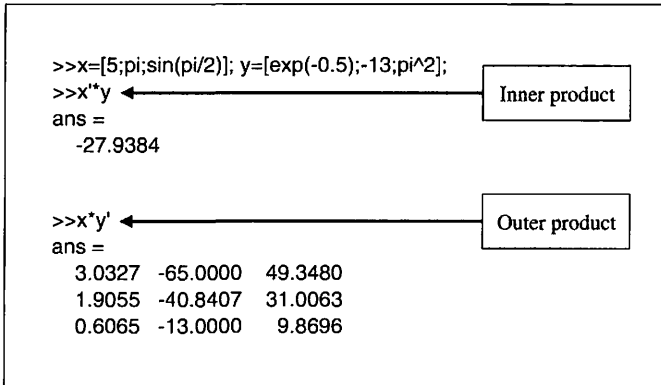 >>x=[5;pi;sin(pi/2)]; y=[exp(-0.5);-13;pi^2];
>>x'*y
Inner product
ans =
-27.9384
>>x*y'
Outer product
ans =
3.0327 -65.0000 49.3480
1.9055 -40.8407 31.0063
0.6065 -13.0000 9.8696